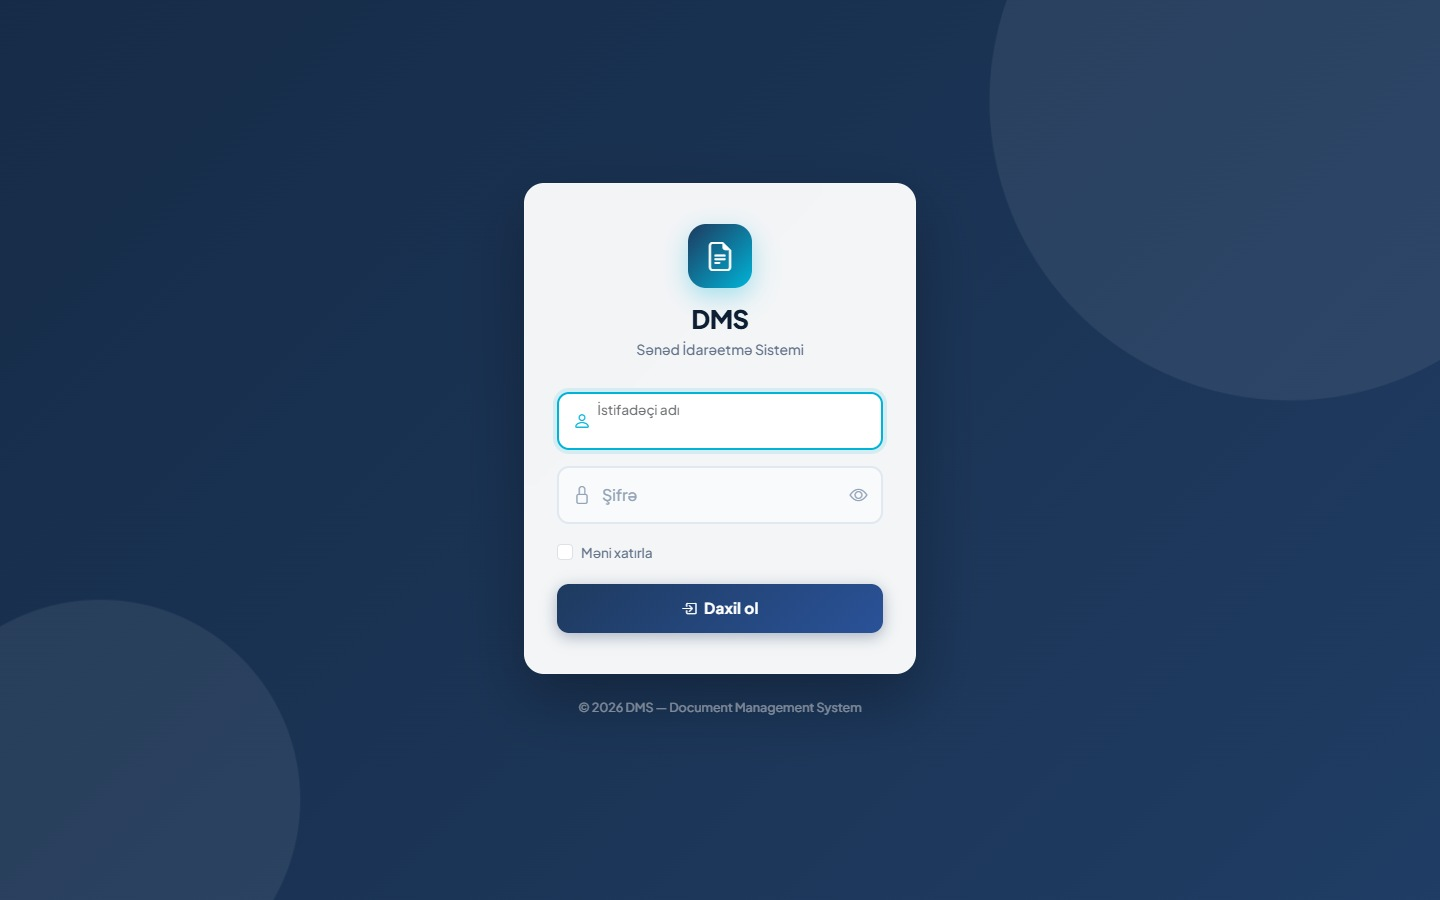 DMS
Sənəd İdarəetmə Sistemi
İstifadəçi adı
Şifrə
Məni xatırla
Daxil ol
© 2026 DMS — Document Management System